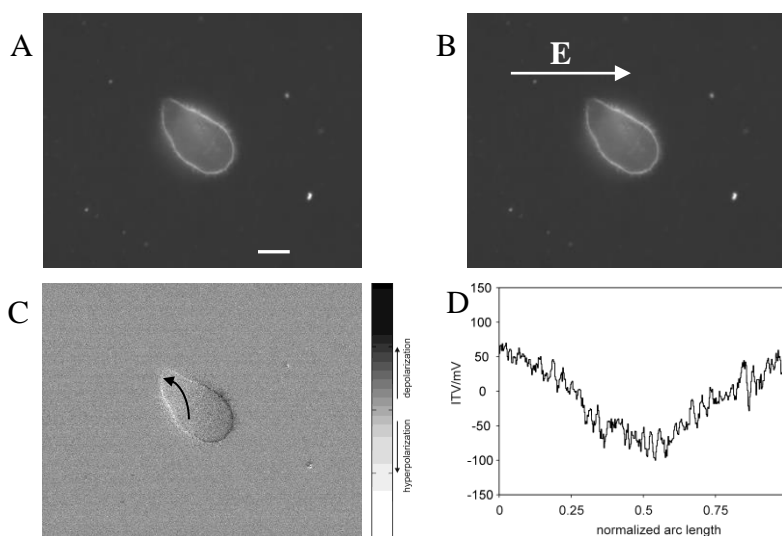 A
B
E
C
depolarization
hyperpolarization
D
150
100
50
0
-50
-100
-150
ITV/mV
0
0.25
0.5
0.75
normalized arc length